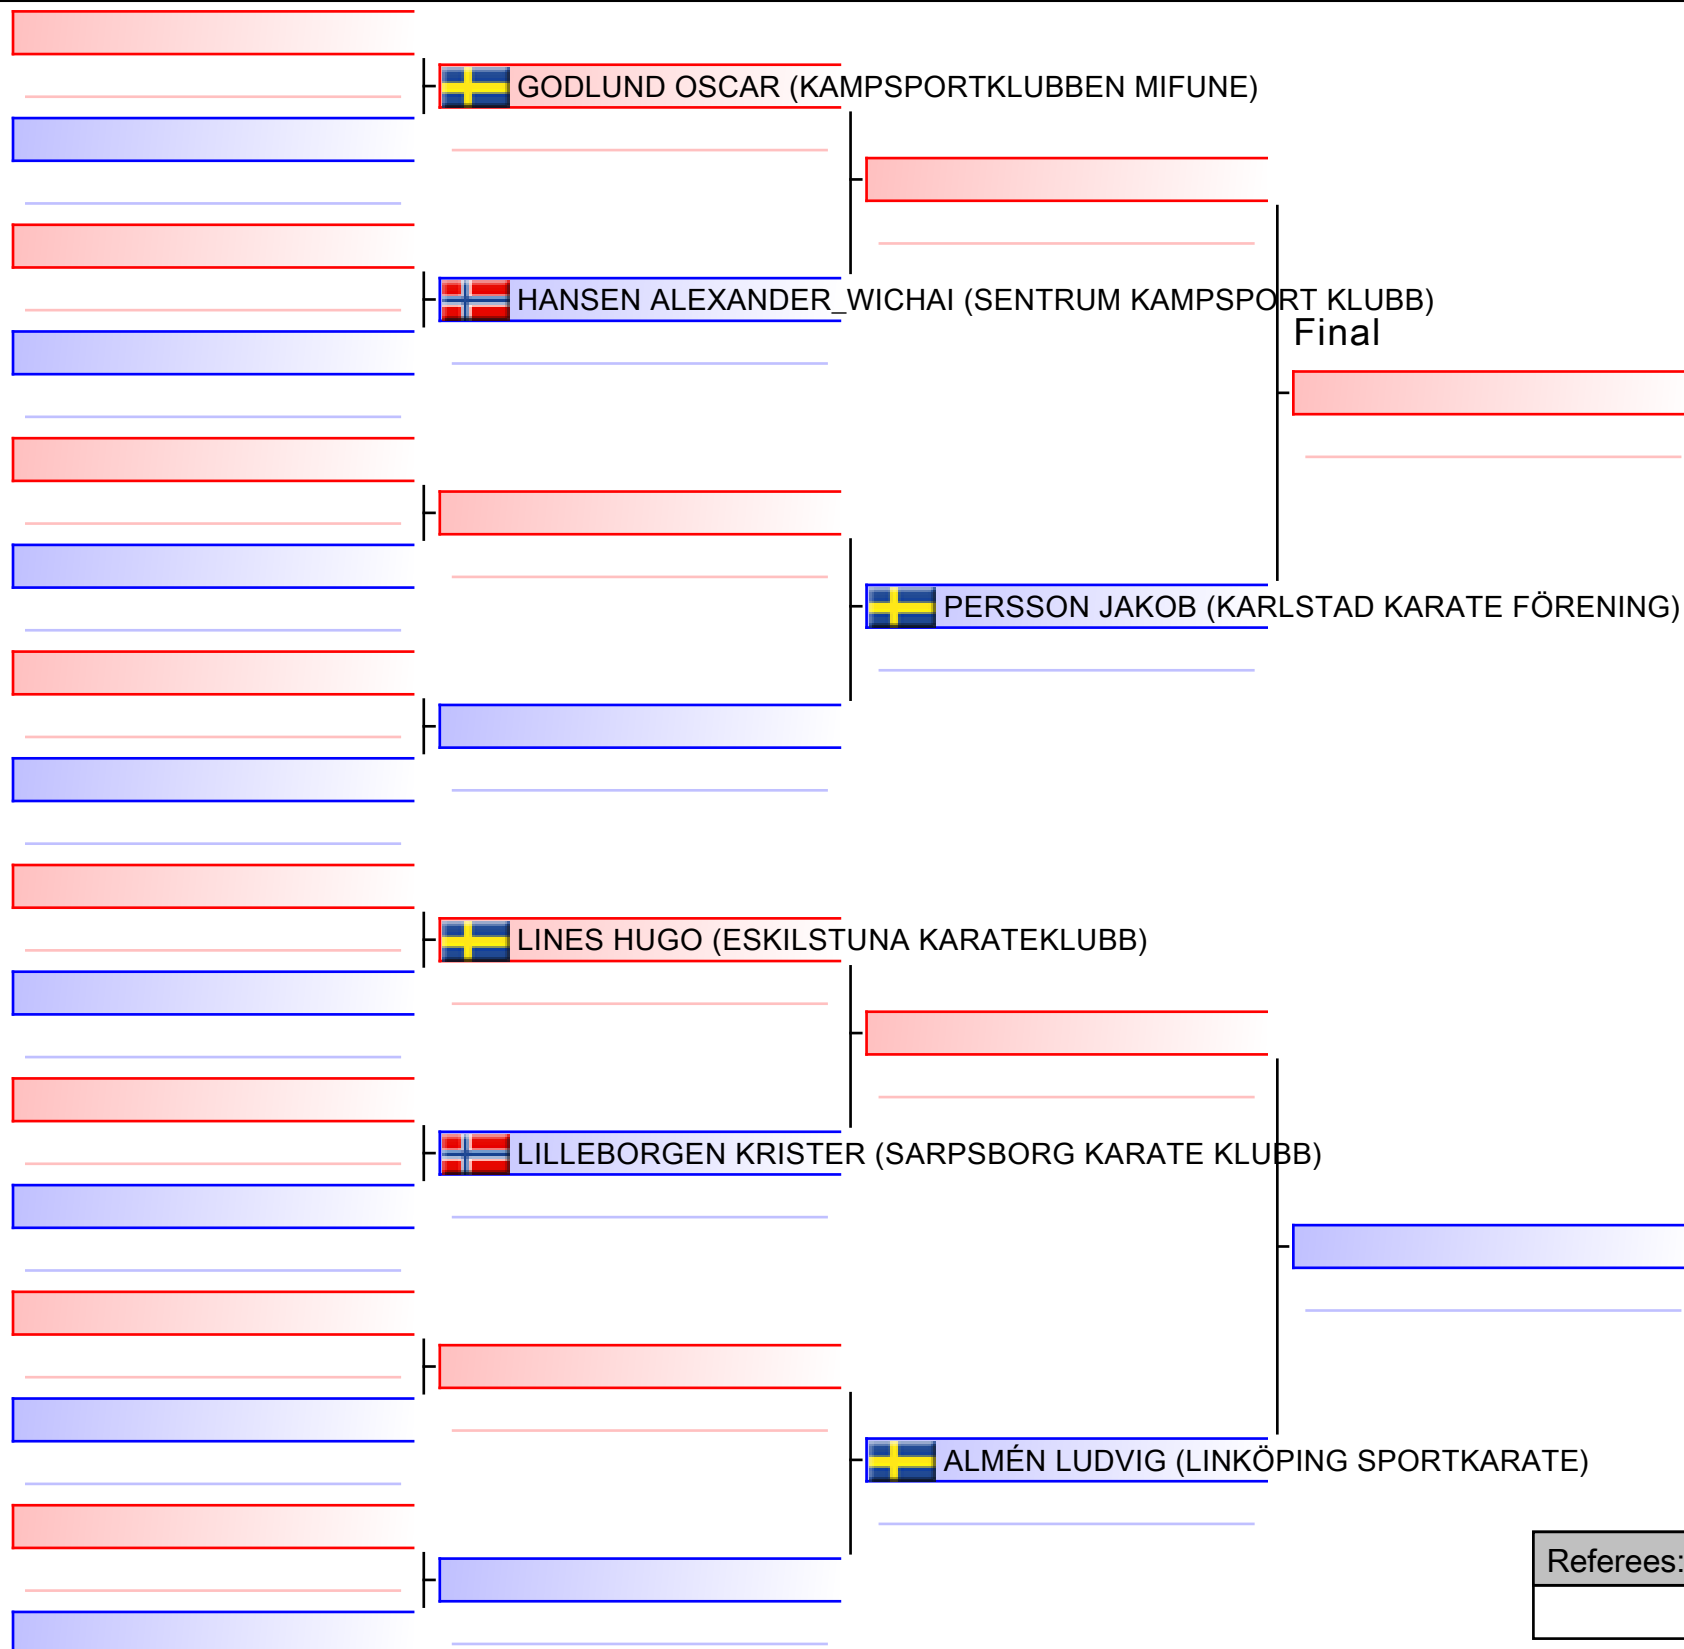 GODLUND OSCAR (KAMPSPORTKLUBBEN MIFUNE)
HANSEN ALEXANDER_WICHAI (SENTRUM KAMPSPORT KLUBB)
Final
PERSSON JAKOB (KARLSTAD KARATE FÖRENING)
LINES HUGO (ESKILSTUNA KARATEKLUBB)
LILLEBORGEN KRISTER (SARPSBORG KARATE KLUBB)
ALMÉN LUDVIG (LINKÖPING SPORTKARATE)
Referees: